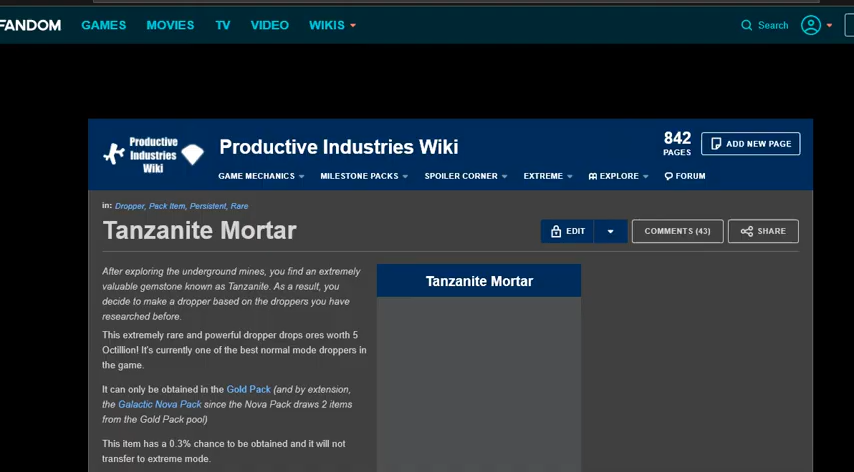 FANDOM GAMES MOVIES TV VIDEO WIKIS Search
Productive
Industries
Wiki
Productive Industries Wiki
842
PAGES
ADD NEW PAGE
GAME MECHANICS MILESTONE PACKS SPOILER CORNER EXTREME EXPLORE FORUM
in: Dropper, Pack Item, Persistent, Rare
Tanzanite Mortar
EDIT COMMENTS (43) SHARE
After exploring the underground mines, you find an extremely
valuable gemstone known as Tanzanite. As a result, you
decide to make a dropper based on the droppers you have
researched before.
This extremely rare and powerful dropper drops ores worth 5
Octillion! It's currently one of the best normal mode droppers in
the game.
It can only be obtained in the Gold Pack (and by extension,
the Galactic Nova Pack since the Nova Pack draws 2 items
from the Gold Pack pool)
This item has a 0.3% chance to be obtained and it will not
transfer to extreme mode.
Tanzanite Mortar